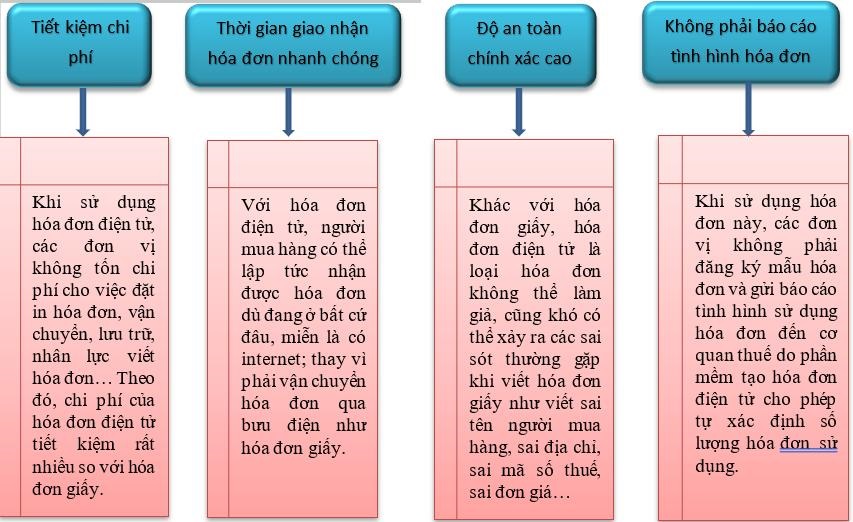 Tiết kiệm chi
phí
Thời gian giao nhận
hóa đơn nhanh chóng
Độ an toàn
chính xác cao
Không phải báo cáo
tình hình hóa đơn
Khi sử dụng
hóa đơn điện tử,
các đơn vị
không tốn chi
phí cho việc đặt
in hóa đơn, vận
chuyển, lưu trữ,
nhân lực viết
hóa đơn… Theo
đó, chi phí của
hóa đơn điện tử
tiết kiệm rất
nhiều so với hóa
đơn giấy.
Với hóa đơn
điện tử, người
mua hàng có thể
lập tức nhận
được hóa đơn
dù đang ở bất cứ
đâu, miễn là có
internet; thay vì
phải vận chuyển
hóa đơn qua
bưu điện như
hóa đơn giấy.
Khác với hóa
đơn giấy, hóa
đơn điện tử là
loại hóa đơn
không thể làm
giả, cũng khó có
thể xảy ra các sai
sót thường gặp
khi viết hóa đơn
giấy như viết sai
tên người mua
hàng, sai địa chỉ,
sai mã số thuế,
sai đơn giá…
Khi sử dụng hóa
đơn này, các đơn
vị không phải
đăng ký mẫu hóa
đơn và gửi báo cáo
tình hình sử dụng
hóa đơn đến cơ
quan thuế do phần
mềm tạo hóa đơn
điện tử cho phép
tự xác định số
lượng hóa đơn sử
dụng.